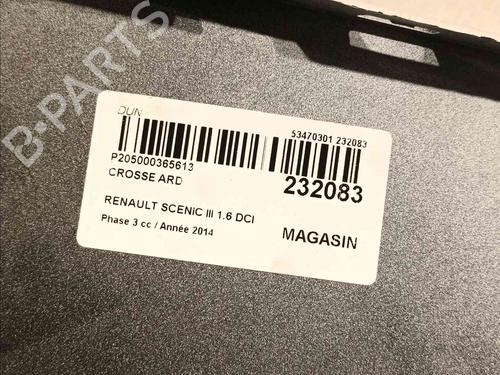 B-PARTS
DUN
53470301 232083
P205000365613
CROSSE ARD
232083
RENAULT SCENIC III 1.6 DCI
Phase 3 cc / Année 2014
MAGASIN